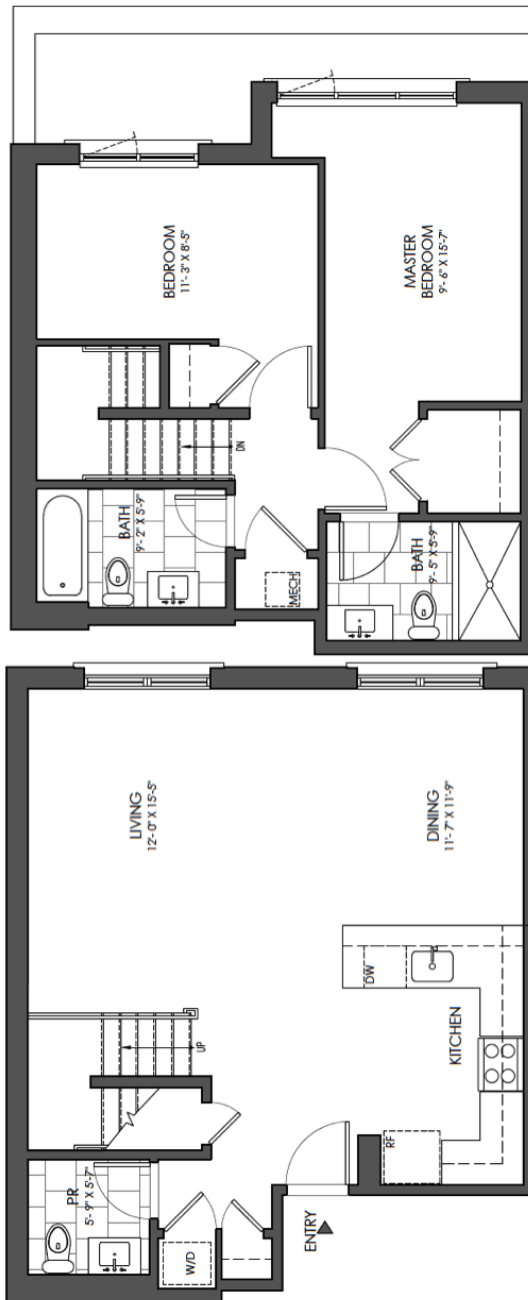 BEDROOM
11'- 3" X 8'-5"
MASTER
BEDROOM
9'- 6" X 15'-7"
DN
BATH
9'- 2" X 5'-9"
MECH
BATH
9'- 5" X 5'-9"
LIVING
12'- 0" X 15'-5"
DINING
11'- 7" X 11'-9"
DW
KITCHEN
UP
RF
PR
5'- 9" X 5'-7"
W/D
ENTRY